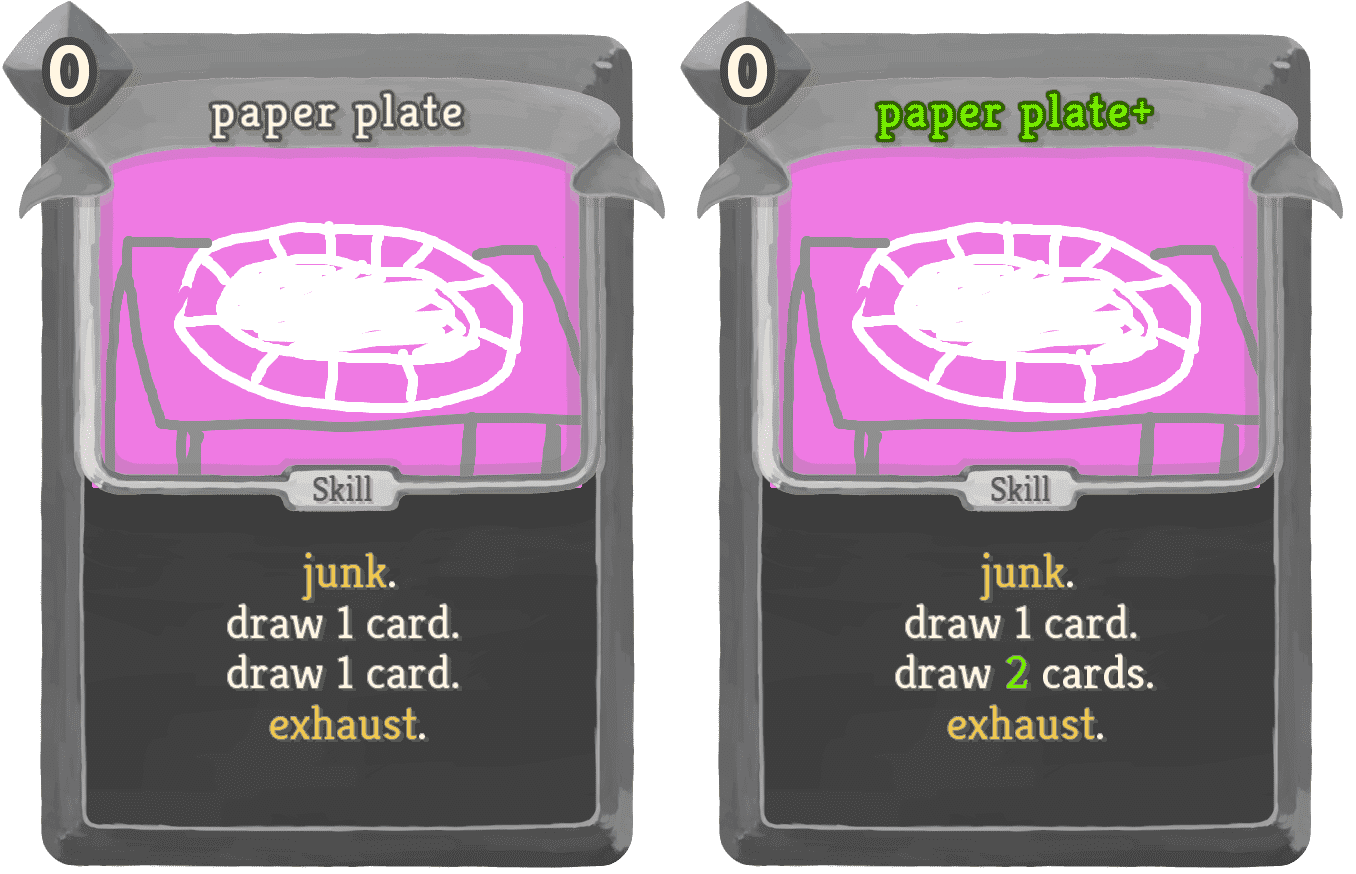 0
paper plate
Skill
junk.
draw 1 card.
draw 1 card.
exhaust.
0
paper plate+
Skill
junk.
draw 1 card.
draw 2 cards.
exhaust.